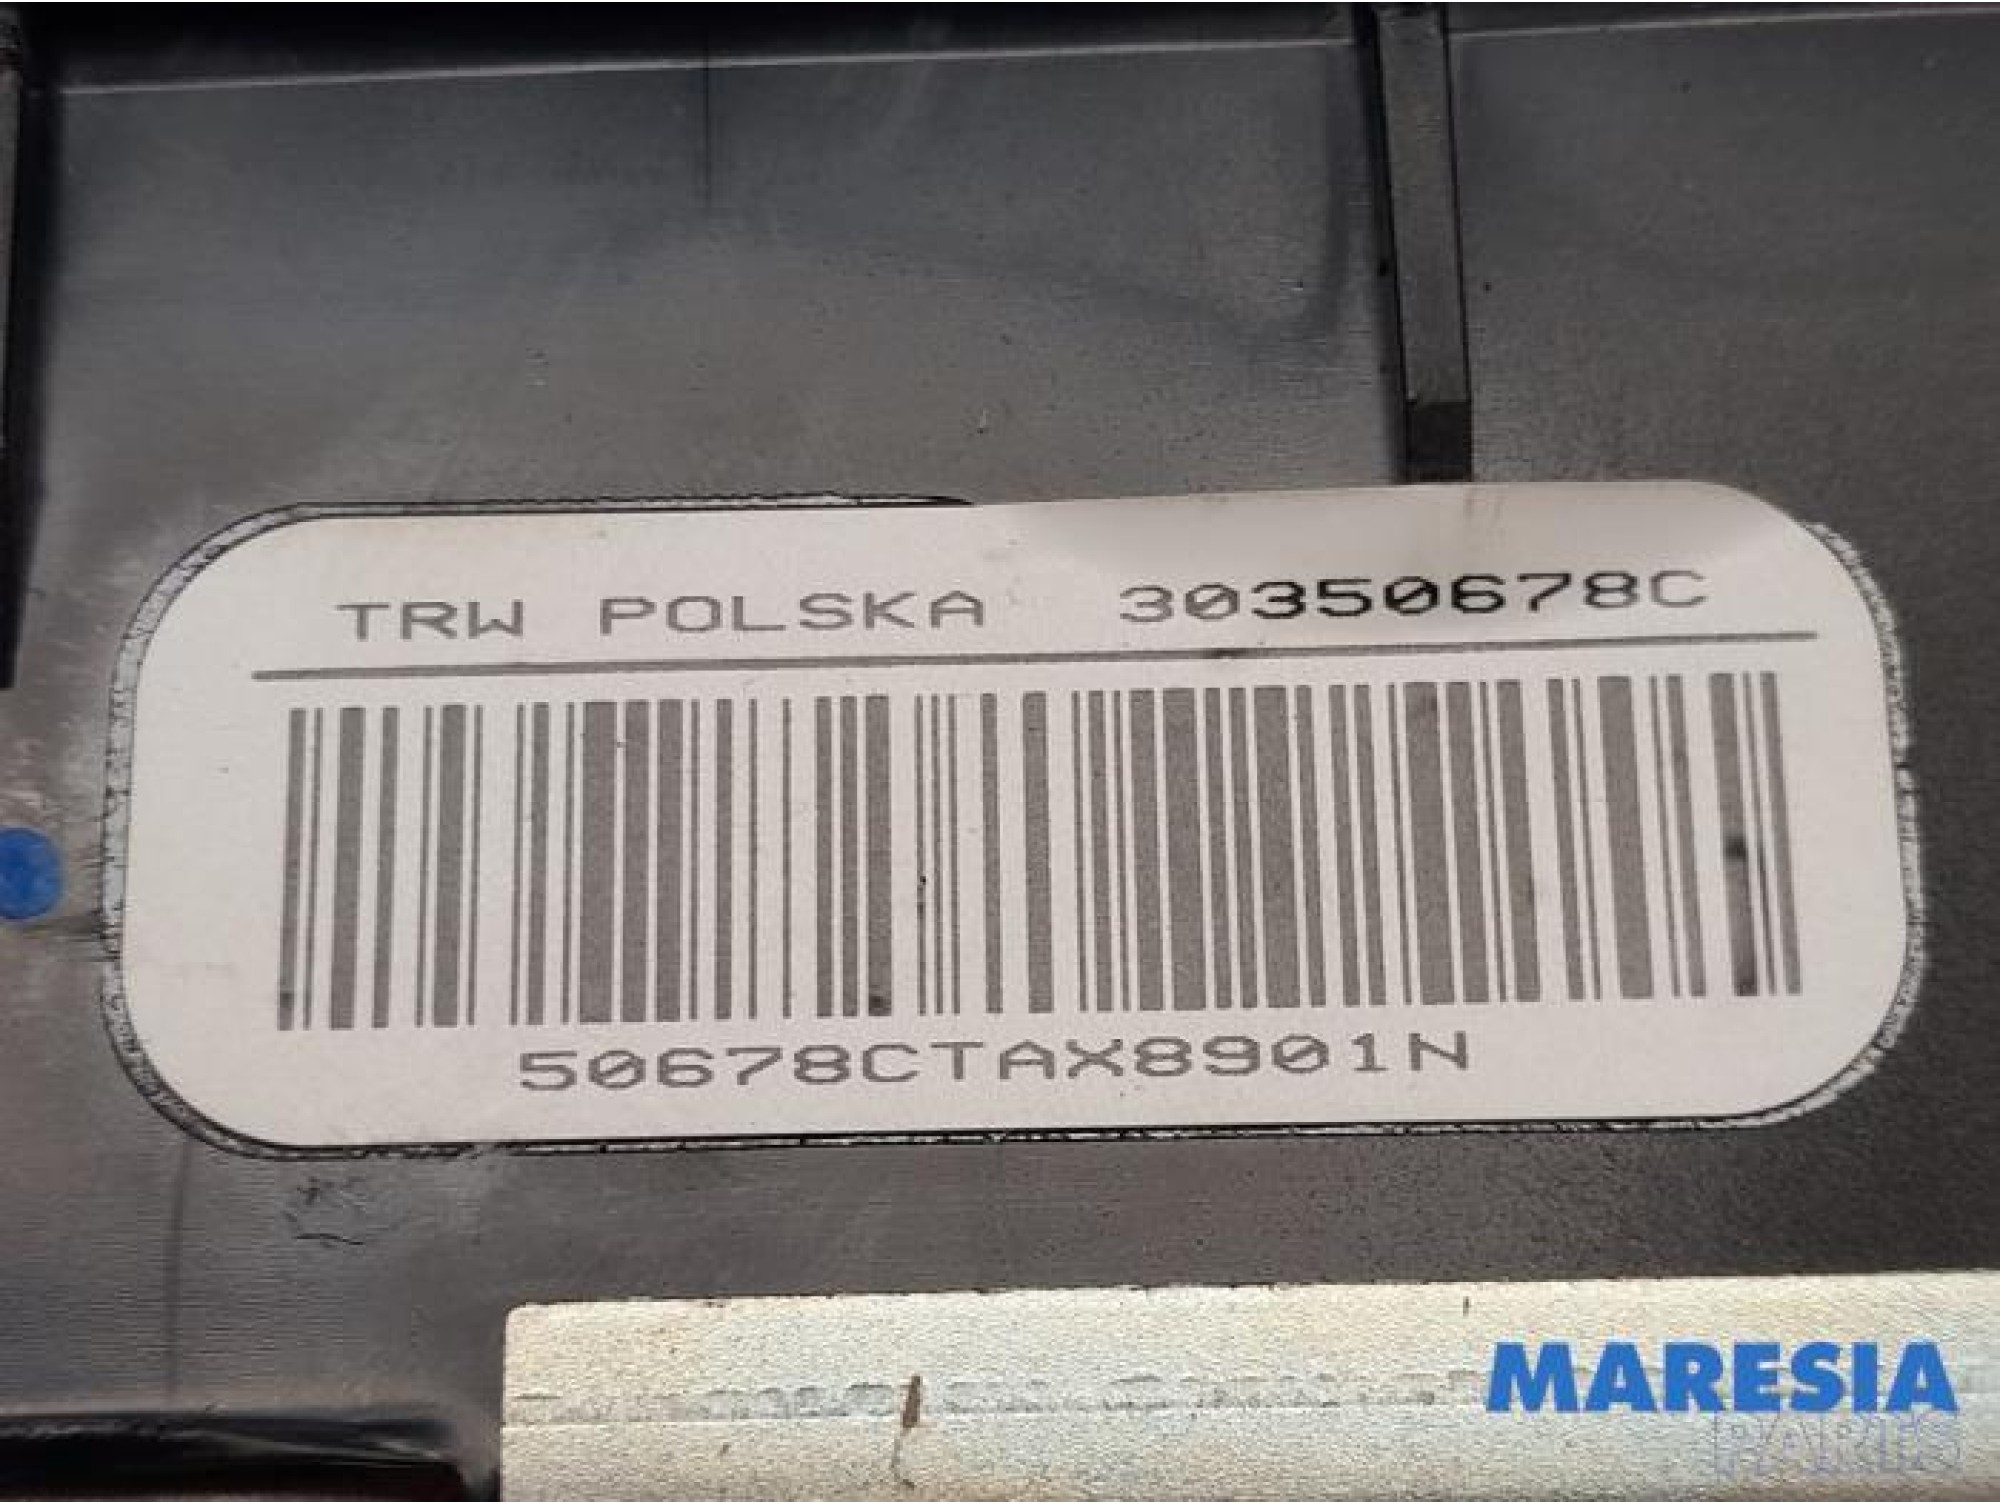 TRW POLSKA 30350678C
50678CTAX8901N
MARESIA
PARTS